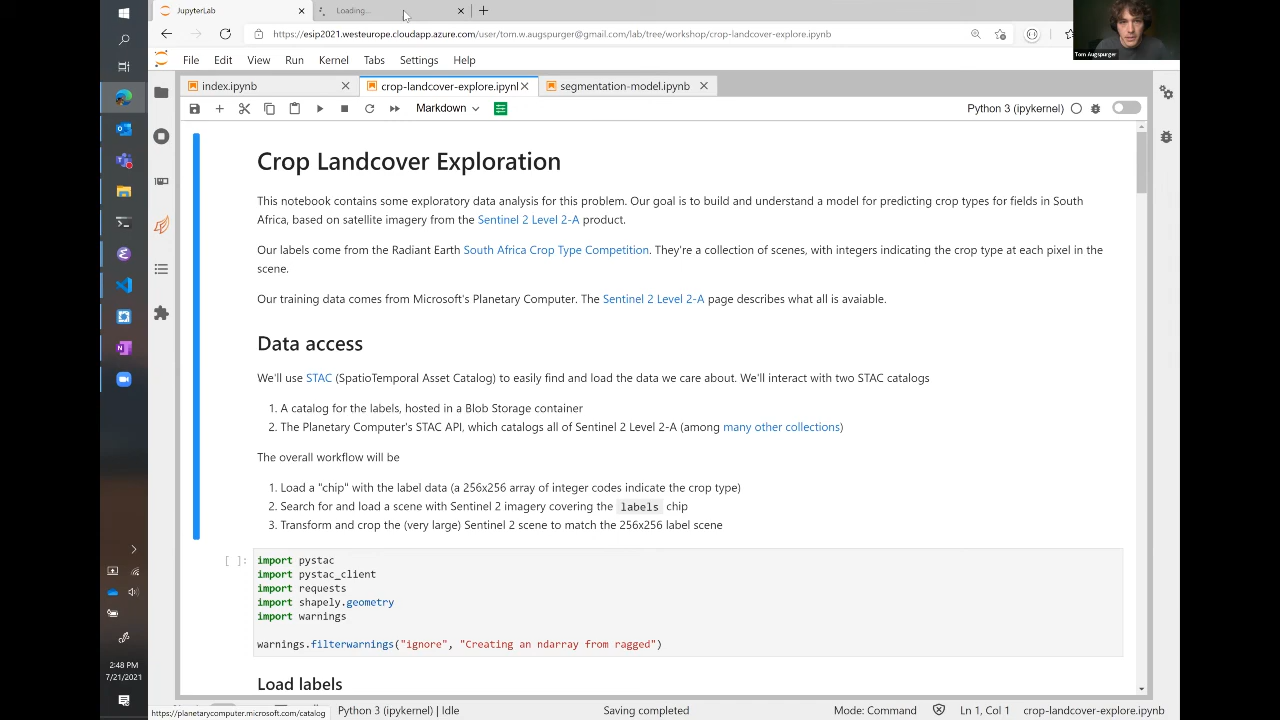 JupyterLab
Loading...
https://esip2021.westeurope.cloudapp.azure.com/user/tom.w.augspurger@gmail.com/lab/tree/workshop/crop-landcover-explore.ipynb
Tom Augspurger
File Edit View Run Kernel Tabs Settings Help
index.ipynb
crop-landcover-explore.ipynl
segmentation-model.ipynb
Markdown
Python 3 (ipykernel)
Crop Landcover Exploration
This notebook contains some exploratory data analysis for this problem. Our goal is to build and understand a model for predicting crop types for fields in South
Africa, based on satellite imagery from the Sentinel 2 Level 2-A product.
Our labels come from the Radiant Earth South Africa Crop Type Competition. They're a collection of scenes, with integers indicating the crop type at each pixel in the
scene.
Our training data comes from Microsoft's Planetary Computer. The Sentinel 2 Level 2-A page describes what all is avaiable.
Data access
We'll use STAC (SpatioTemporal Asset Catalog) to easily find and load the data we care about. We'll interact with two STAC catalogs
1. A catalog for the labels, hosted in a Blob Storage container
2. The Planetary Computer's STAC API, which catalogs all of Sentinel 2 Level 2-A (among many other collections)
The overall workflow will be
1. Load a "chip" with the label data (a 256x256 array of integer codes indicate the crop type)
2. Search for and load a scene with Sentinel 2 imagery covering the labels chip
3. Transform and crop the (very large) Sentinel 2 scene to match the 256x256 label scene
[ ]:
import pystac
import pystac_client
import requests
import shapely.geometry
import warnings
warnings.filterwarnings("ignore", "Creating an ndarray from ragged")
Load labels
2:48 PM
7/21/2021
https://planetarycomputer.microsoft.com/catalog
Python 3 (ipykernel) | Idle
Saving completed
Mode: Command
Ln 1, Col 1
crop-landcover-explore.ipynb